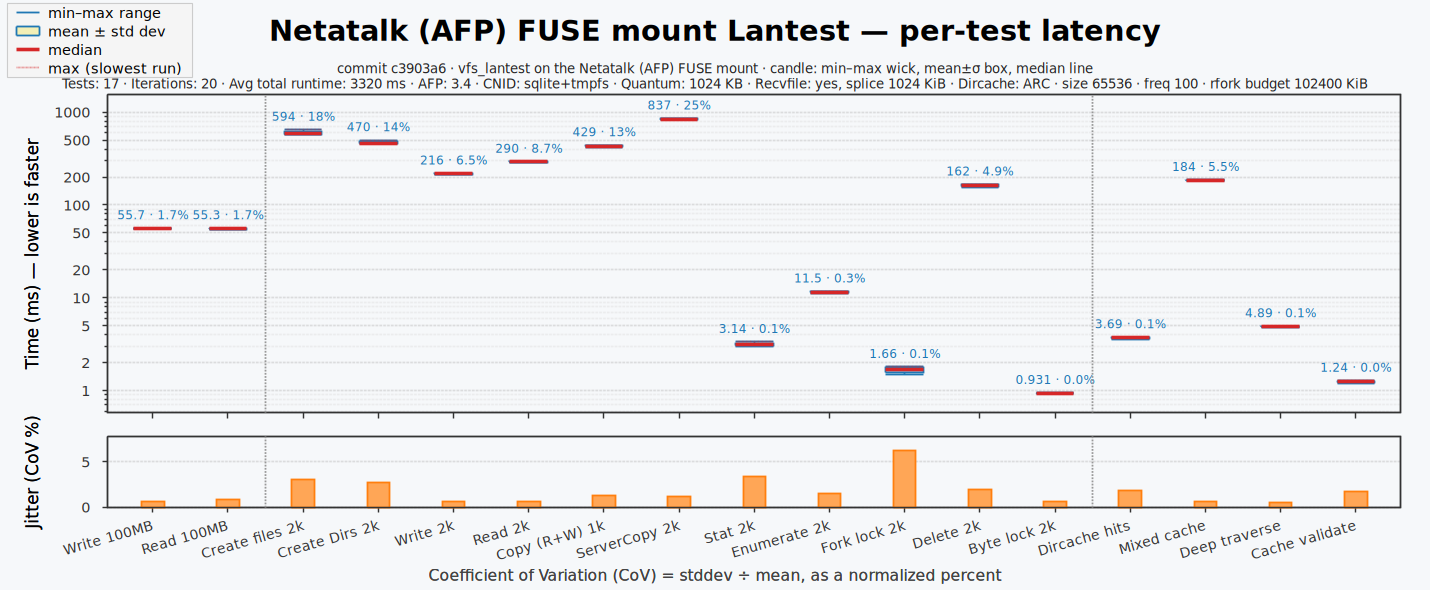 min–max range
mean ± std dev
median
max (slowest run)
Netatalk (AFP) FUSE mount Lantest — per-test latency
commit c3903a6 · vfs_lantest on the Netatalk (AFP) FUSE mount · candle: min–max wick, mean±σ box, median line
Tests: 17 · Iterations: 20 · Avg total runtime: 3320 ms · AFP: 3.4 · CNID: sqlite+tmpfs · Quantum: 1024 KB · Recvfile: yes, splice 1024 KiB · Dircache: ARC · size 65536 · freq 100 · rfork budget 102400 KiB
Time (ms) — lower is faster
1000
500
200
100
50
20
10
5
2
1
55.7 · 1.7%
55.3 · 1.7%
594 · 18%
470 · 14%
216 · 6.5%
290 · 8.7%
429 · 13%
837 · 25%
3.14 · 0.1%
11.5 · 0.3%
1.66 · 0.1%
162 · 4.9%
0.931 · 0.0%
3.69 · 0.1%
184 · 5.5%
4.89 · 0.1%
1.24 · 0.0%
Jitter (CoV %)
5
0
Write 100MB
Read 100MB
Create files 2k
Create Dirs 2k
Write 2k
Read 2k
Copy (R+W) 1k
ServerCopy 2k
Stat 2k
Enumerate 2k
Fork lock 2k
Delete 2k
Byte lock 2k
Dircache hits
Mixed cache
Deep traverse
Cache validate
Coefficient of Variation (CoV) = stddev ÷ mean, as a normalized percent